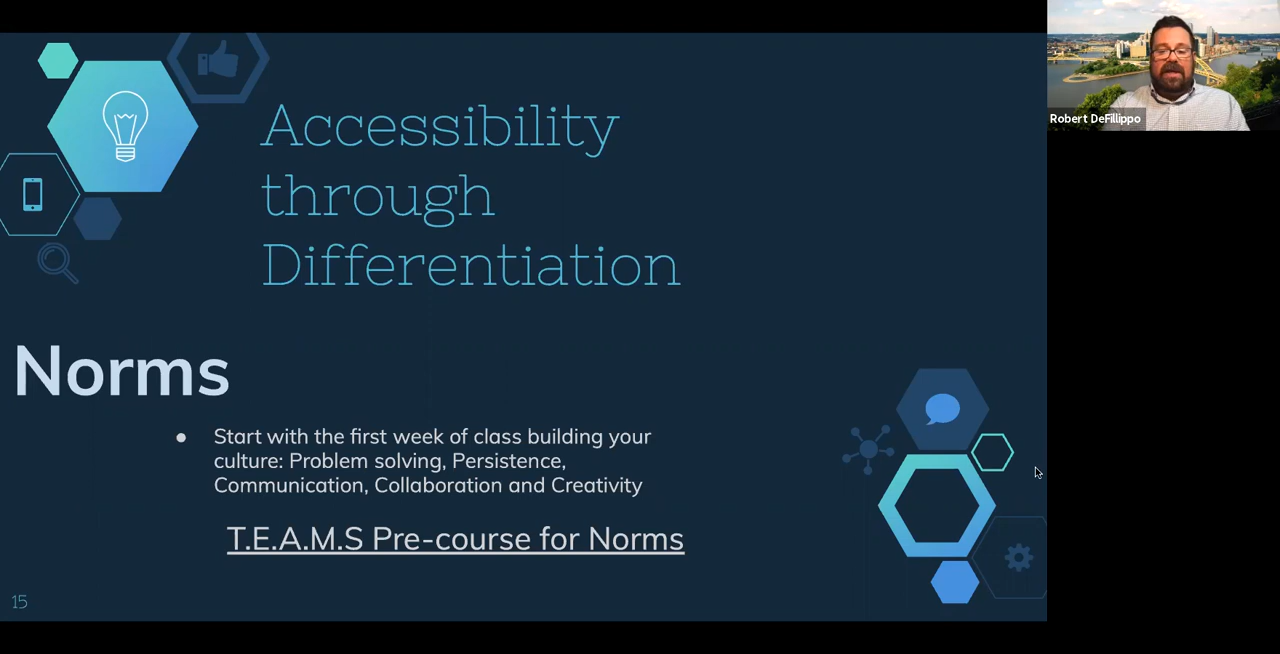 Accessibility
through
Differentiation
Norms
● Start with the first week of class building your
culture: Problem solving, Persistence,
Communication, Collaboration and Creativity
T.E.A.M.S Pre-course for Norms
15
Robert DeFillippo